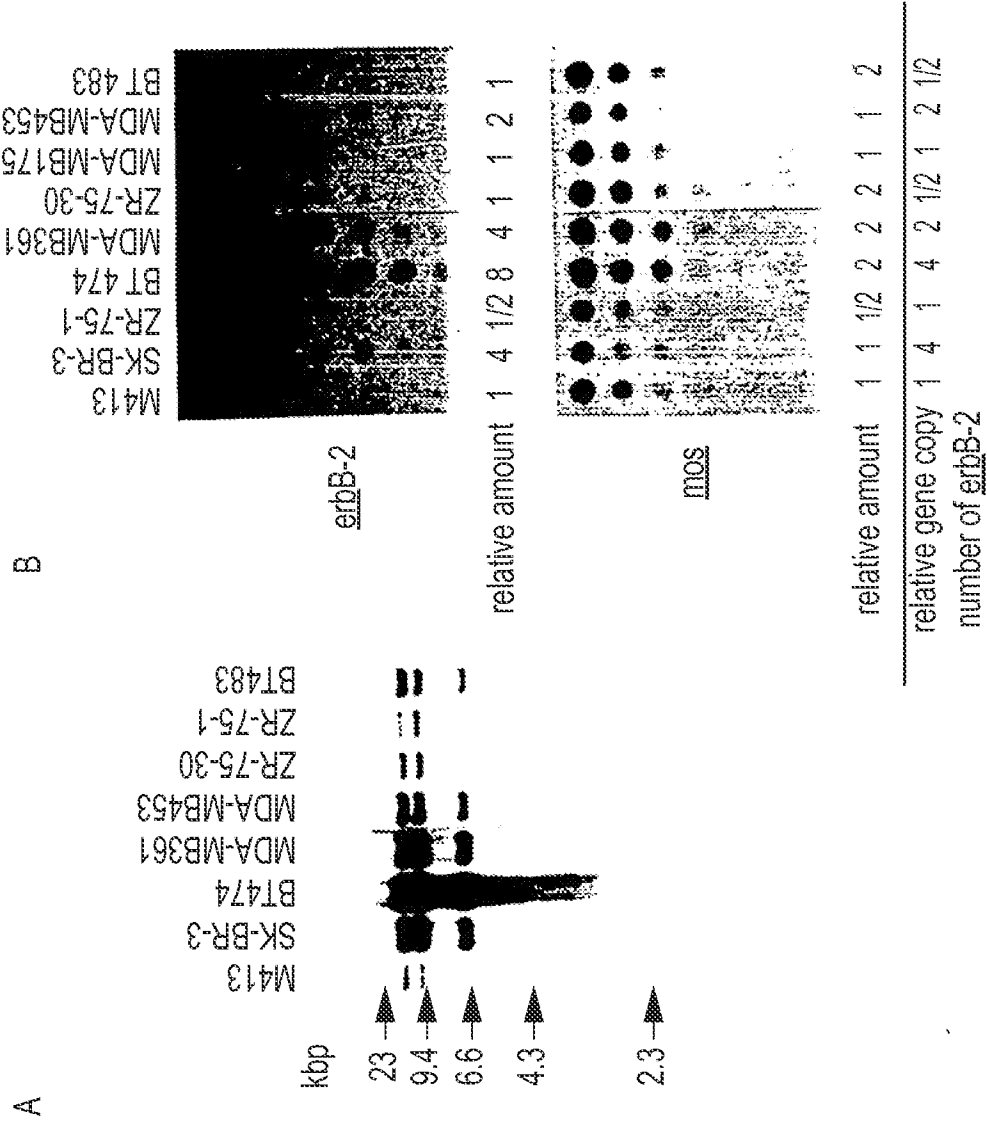 A
M413
SK-BR-3
BT474
MDA-MB361
MDA-MB453
ZR-75-30
ZR-75-1
BT483
kbp
23
9.4
6.6
4.3
2.3
B
M413
SK-BR-3
ZR-75-1
BT 474
MDA-MB361
ZR-75-30
MDA-MB175
MDA-MB453
BT 483
erbB-2
relative amount 1 4 1/2 8 4 1 1 2 1
mos
relative amount 1 1 1/2 2 2 2 1 1 2
relative gene copy 1 4 1 4 2 1/2 1 2 1/2
number of erbB-2